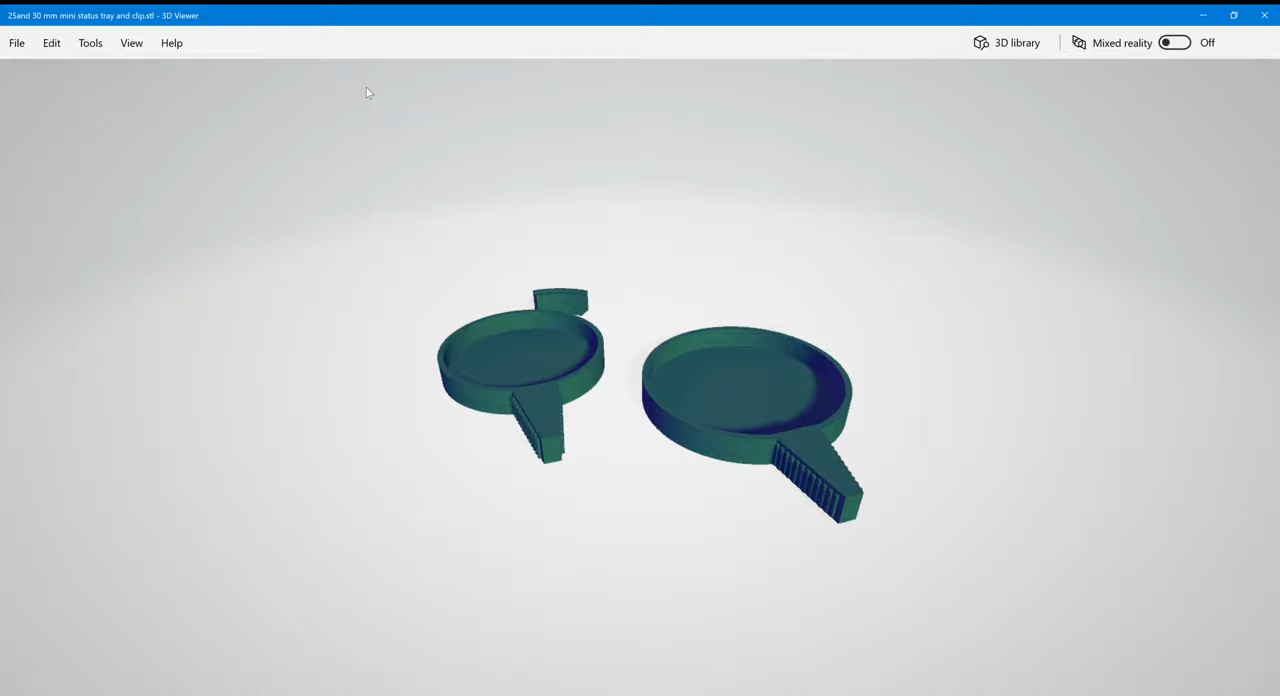 25and 30 mm mini status tray and clip.stl - 3D Viewer
File Edit Tools View Help 3D library Mixed reality Off